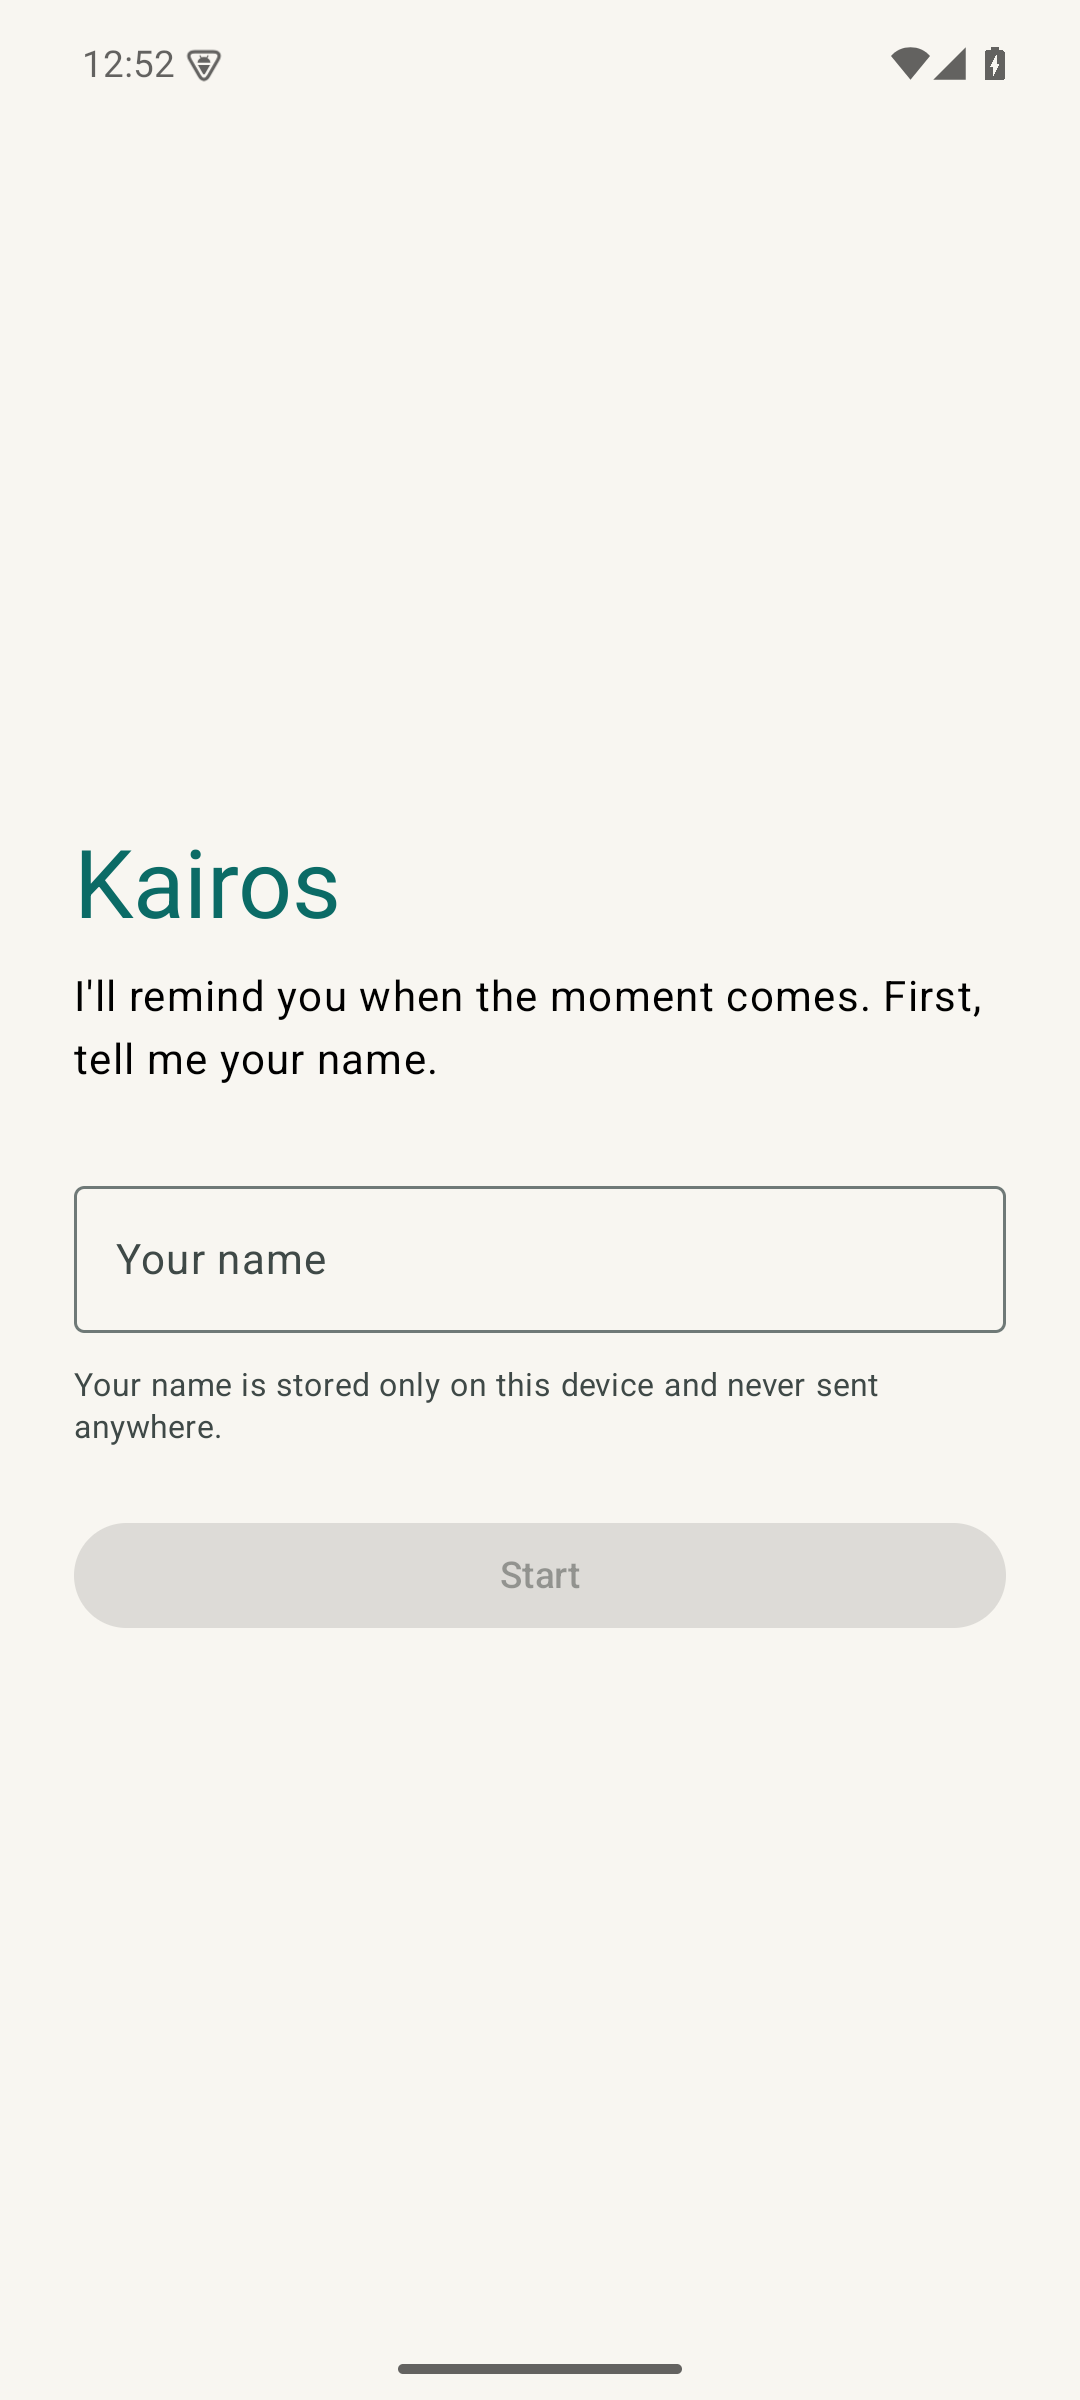 12:52
Kairos
I'll remind you when the moment comes. First,
tell me your name.
Your name
Your name is stored only on this device and never sent
anywhere.
Start